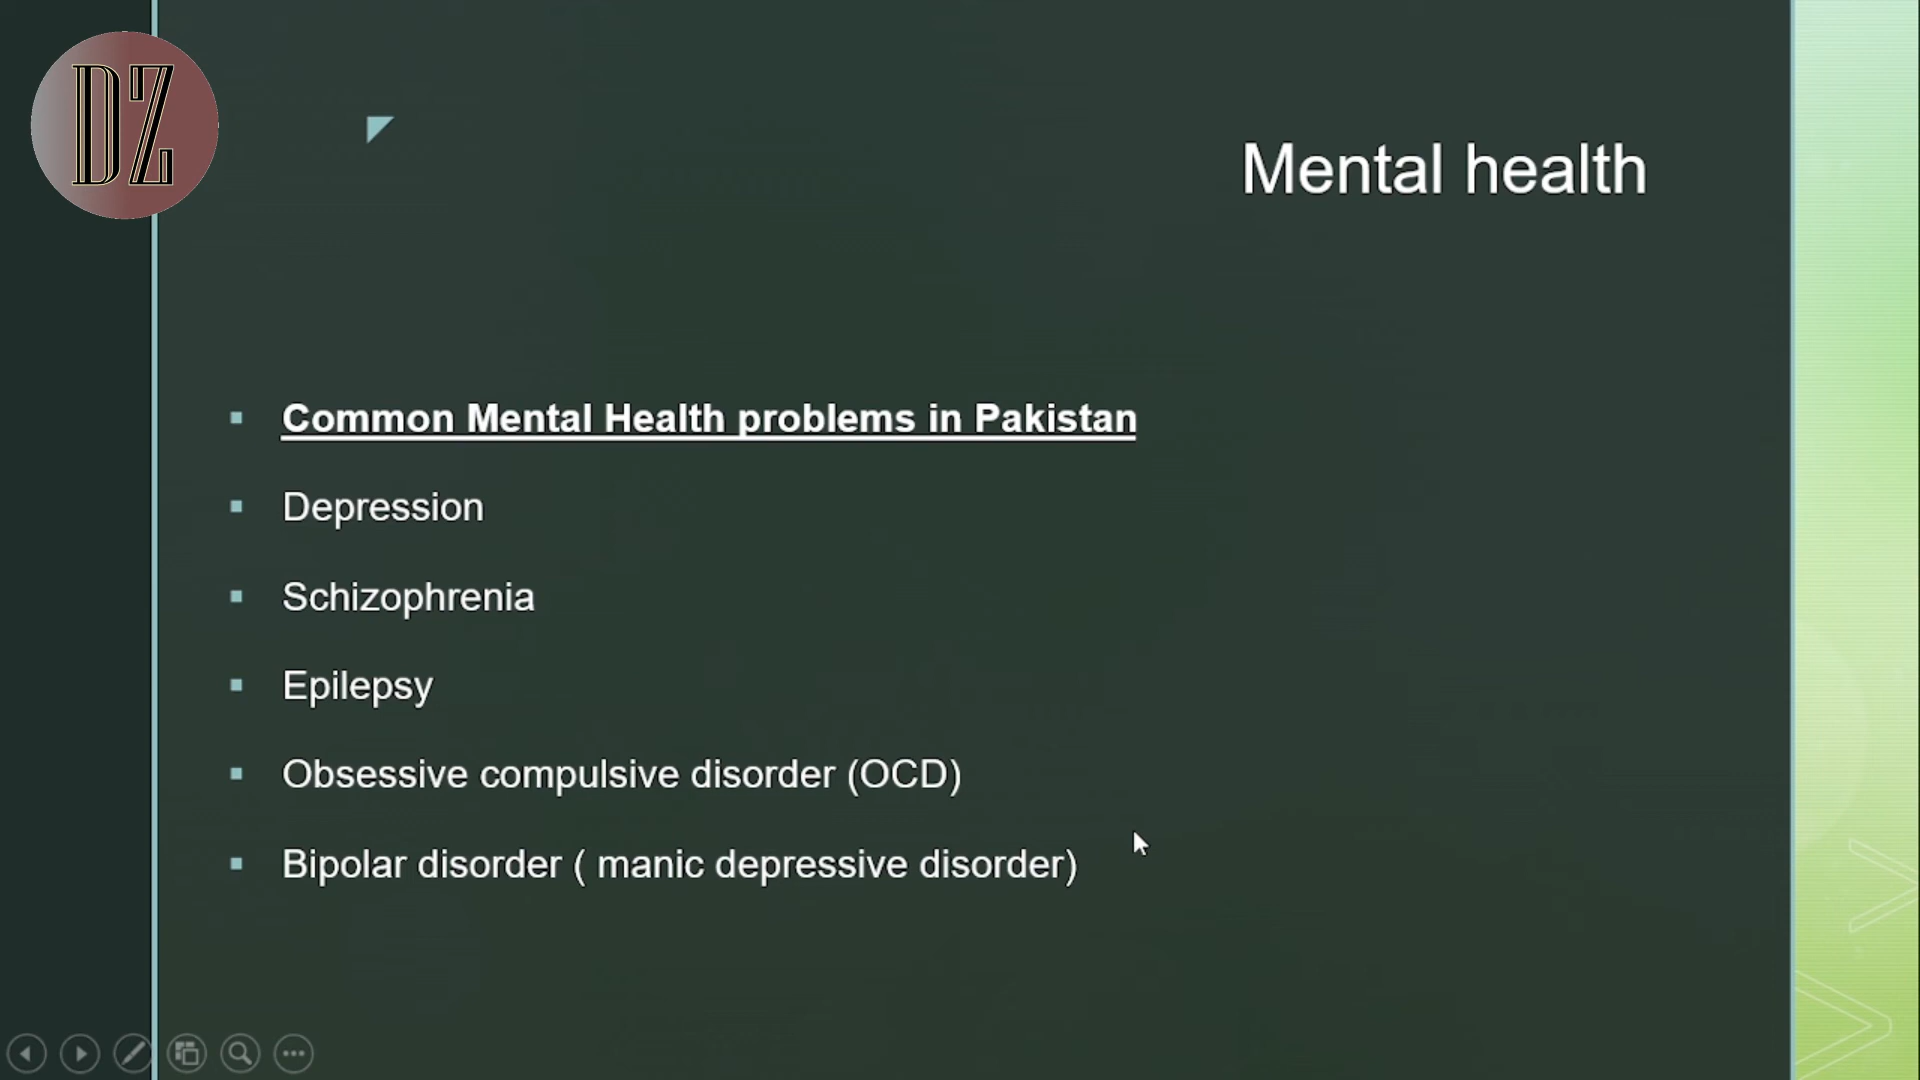 DZ
Mental health
Common Mental Health problems in Pakistan
Depression
Schizophrenia
Epilepsy
Obsessive compulsive disorder (OCD)
Bipolar disorder ( manic depressive disorder)